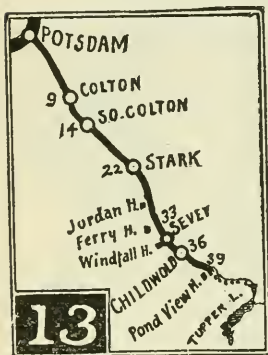 POTSDAM
9 COLTON
14 SO. COLTON
22 STARK
Jordan H.
33
SEVEY
Ferry H.
Windfall H.
36
CHILDWOLD
39
Pond View H.
TUPPER L.
13